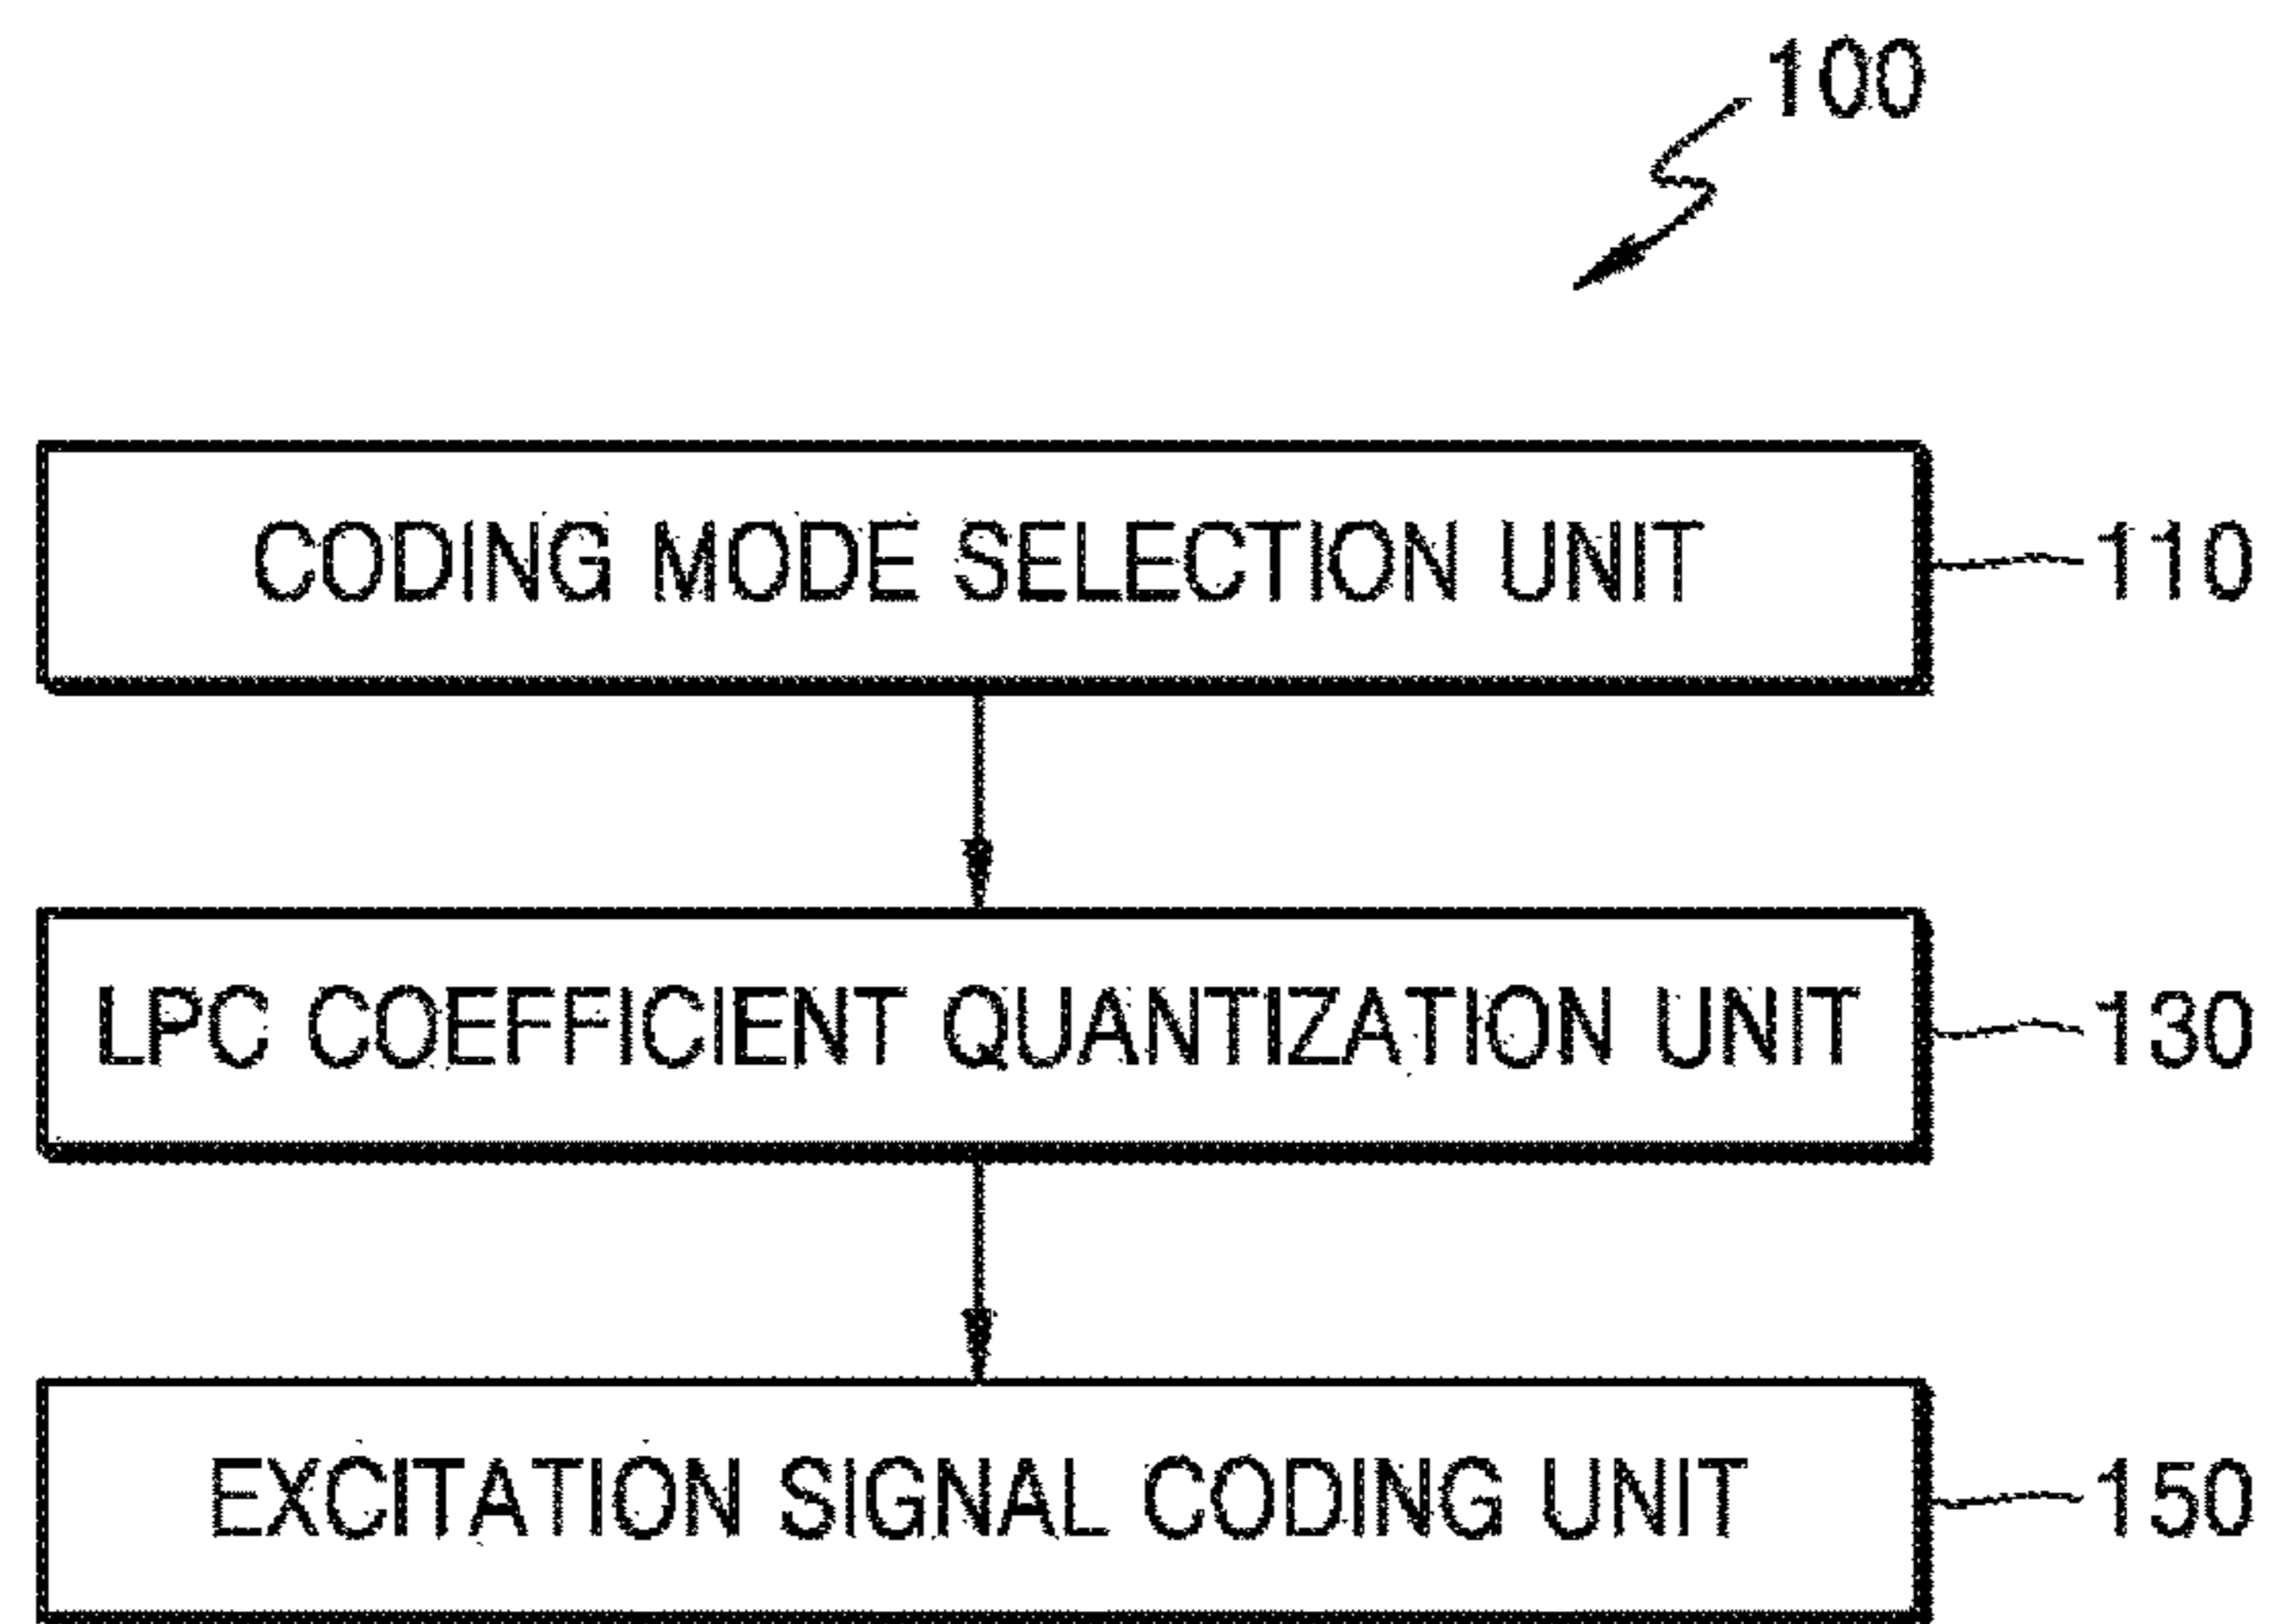 100
CODING MODE SELECTION UNIT
110
LPC COEFFICIENT QUANTIZATION UNIT
130
EXCITATION SIGNAL CODING UNIT
150